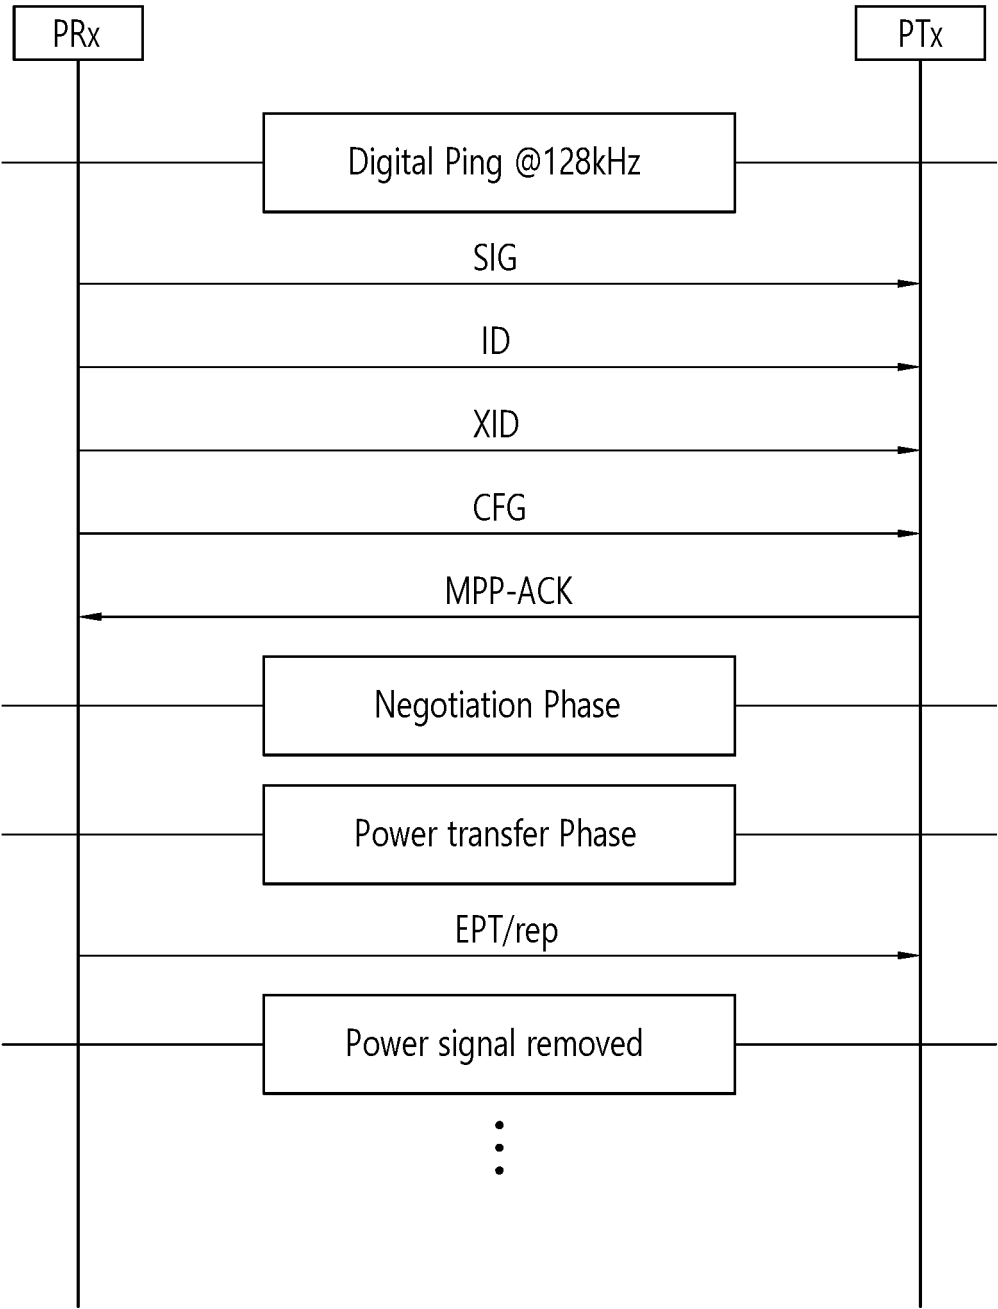 PRx
PTx
Digital Ping @128kHz
SIG
ID
XID
CFG
MPP-ACK
Negotiation Phase
Power transfer Phase
EPT/rep
Power signal removed